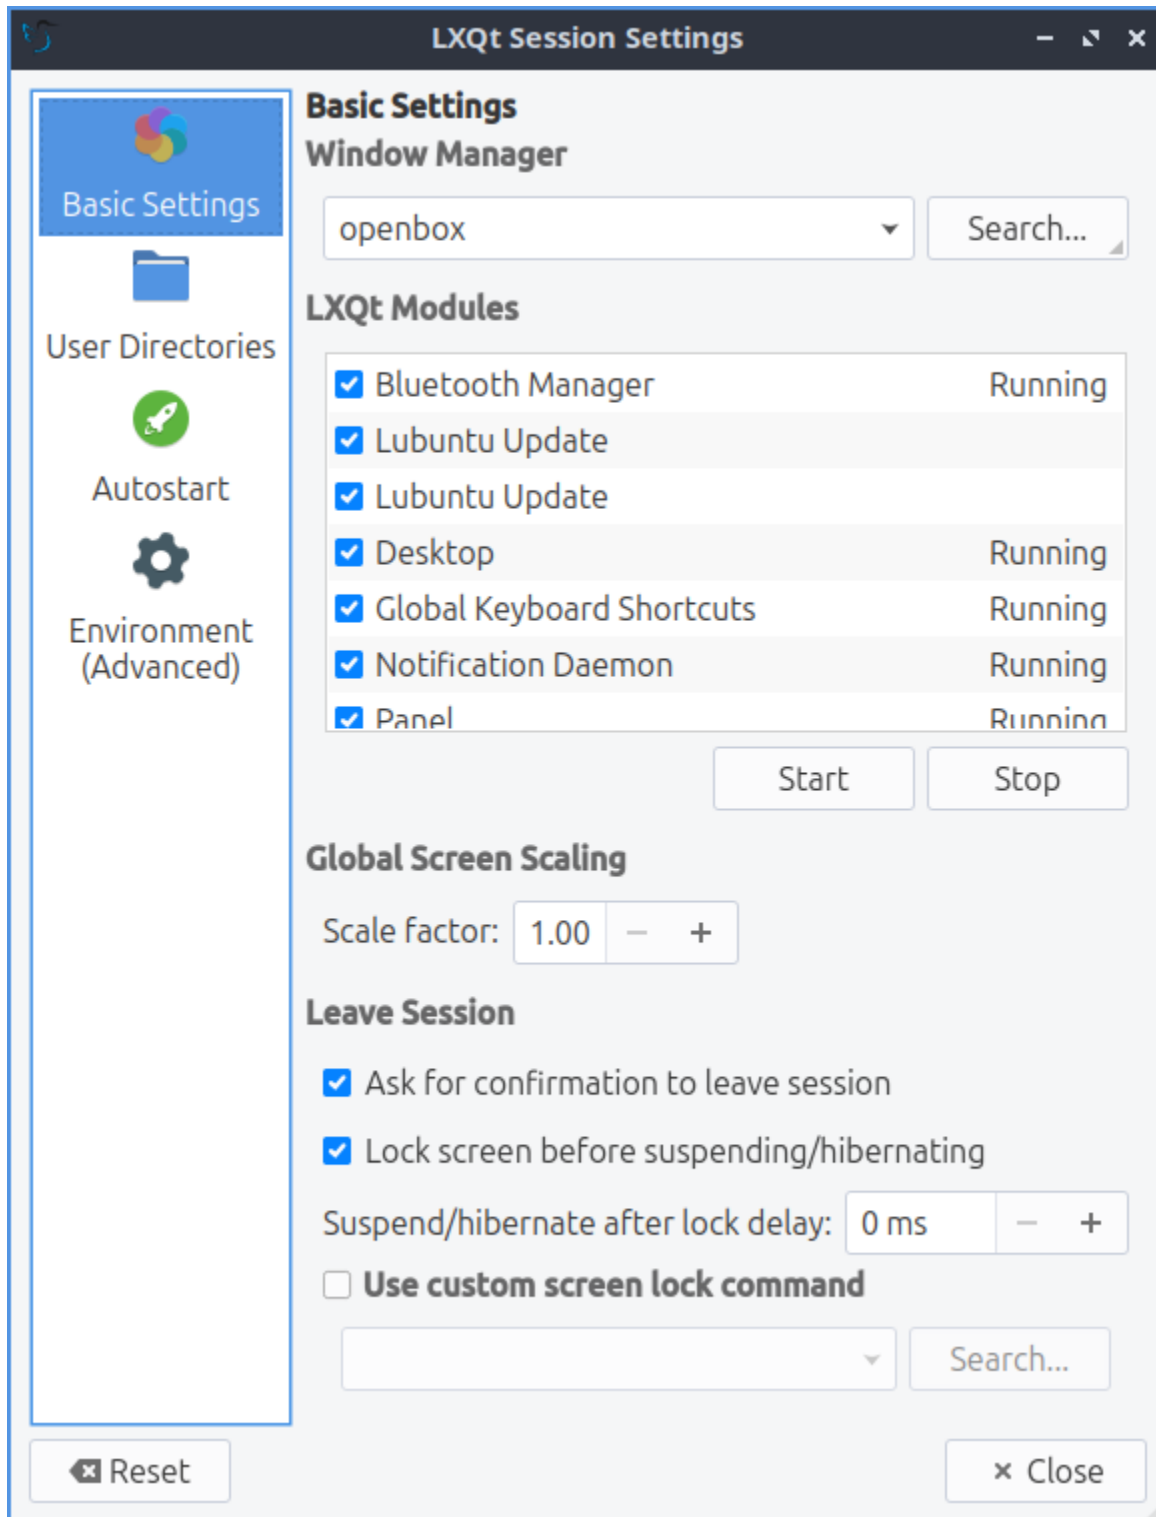 LXQt Session Settings
Basic Settings
User Directories
Autostart
Environment
(Advanced)
Basic Settings
Window Manager
openbox Search...
LXQt Modules
Bluetooth Manager Running
Lubuntu Update
Lubuntu Update
Desktop Running
Global Keyboard Shortcuts Running
Notification Daemon Running
Panel Running
Start Stop
Global Screen Scaling
Scale factor: 1.00 − +
Leave Session
Ask for confirmation to leave session
Lock screen before suspending/hibernating
Suspend/hibernate after lock delay: 0 ms − +
Use custom screen lock command
Search...
Reset Close